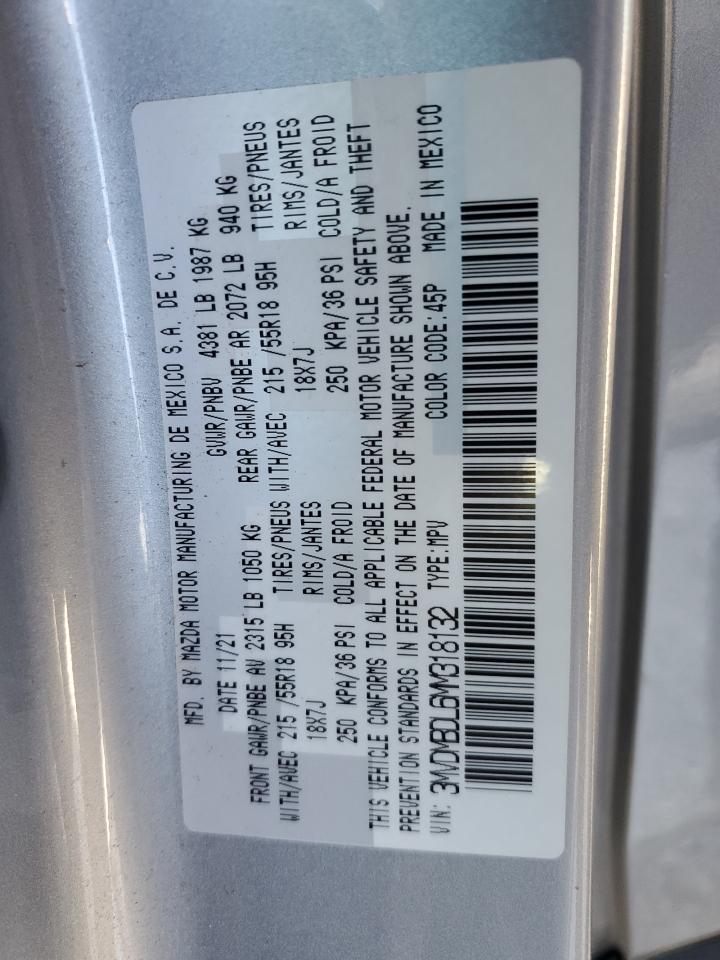 MFD. BY MAZDA MOTOR MANUFACTURING DE MEXICO S.A. DE C.V.
DATE 11/21 GVWR/PNBV 4381 LB 1987 KG
FRONT GAWR/PNBE AV 2315 LB 1050 KG REAR GAWR/PNBE AR 2072 LB 940 KG
WITH/AVEC 215 /55R18 95H TIRES/PNEUS WITH/AVEC 215 /55R18 95H TIRES/PNEUS
18X7J RIMS/JANTES 18X7J RIMS/JANTES
250 KPA/36 PSI COLD/A FROID 250 KPA/36 PSI COLD/A FROID
THIS VEHICLE CONFORMS TO ALL APPLICABLE FEDERAL MOTOR VEHICLE SAFETY AND THEFT
PREVENTION STANDARDS IN EFFECT ON THE DATE OF MANUFACTURE SHOWN ABOVE.
VIN: 3MVDMBDL6NM318132 TYPE:MPV COLOR CODE:45P MADE IN MEXICO